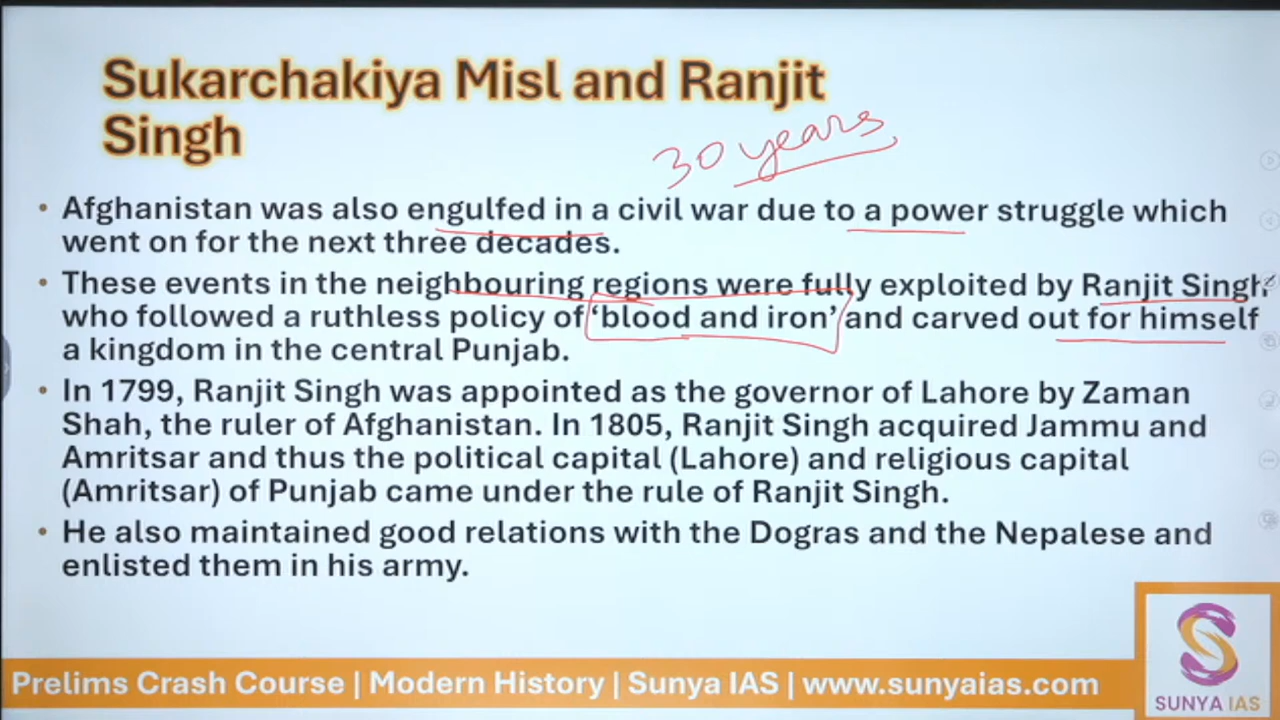 Sukarchakiya Misl and Ranjit
Singh
30 years
• Afghanistan was also engulfed in a civil war due to a power struggle which
went on for the next three decades.
• These events in the neighbouring regions were fully exploited by Ranjit Singh
who followed a ruthless policy of ‘blood and iron’ and carved out for himself
a kingdom in the central Punjab.
• In 1799, Ranjit Singh was appointed as the governor of Lahore by Zaman
Shah, the ruler of Afghanistan. In 1805, Ranjit Singh acquired Jammu and
Amritsar and thus the political capital (Lahore) and religious capital
(Amritsar) of Punjab came under the rule of Ranjit Singh.
• He also maintained good relations with the Dogras and the Nepalese and
enlisted them in his army.
Prelims Crash Course | Modern History | Sunya IAS | www.sunyaias.com
SUNYA IAS